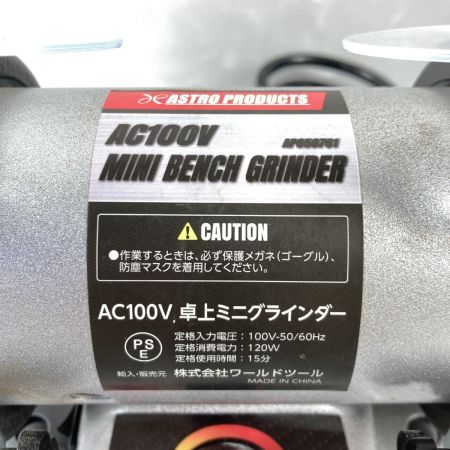 ASTRO PRODUCTS
AC100V AP050761
MINI BENCH GRINDER
CAUTION
●作業するときは、必ず保護メガネ(ゴーグル)、
防塵マスクを着用してください。
AC100V 卓上ミニグラインダー
PS
E
定格入力電圧:100V-50/60Hz
定格消費電力:120W
定格使用時間:15分
輸入・販売元 株式会社ワールドツール
MADE IN CHINA